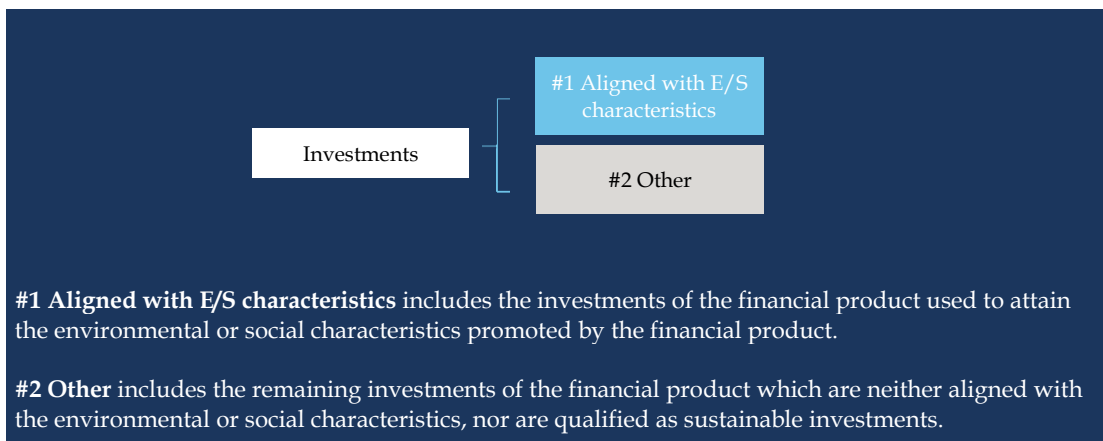 #1 Aligned with E/S
characteristics
Investments
#2 Other
#1 Aligned with E/S characteristics includes the investments of the financial product used to attain
the environmental or social characteristics promoted by the financial product.
#2 Other includes the remaining investments of the financial product which are neither aligned with
the environmental or social characteristics, nor are qualified as sustainable investments.